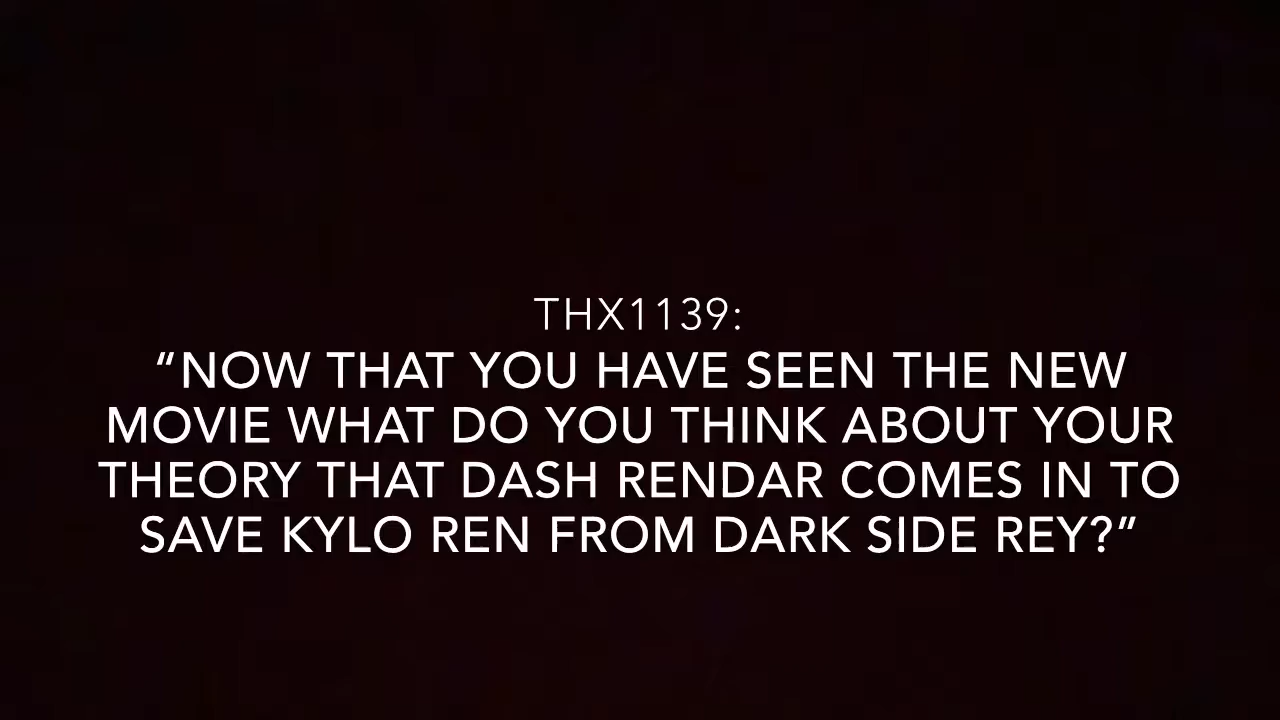 THX1139:
“NOW THAT YOU HAVE SEEN THE NEW
MOVIE WHAT DO YOU THINK ABOUT YOUR
THEORY THAT DASH RENDAR COMES IN TO
SAVE KYLO REN FROM DARK SIDE REY?”